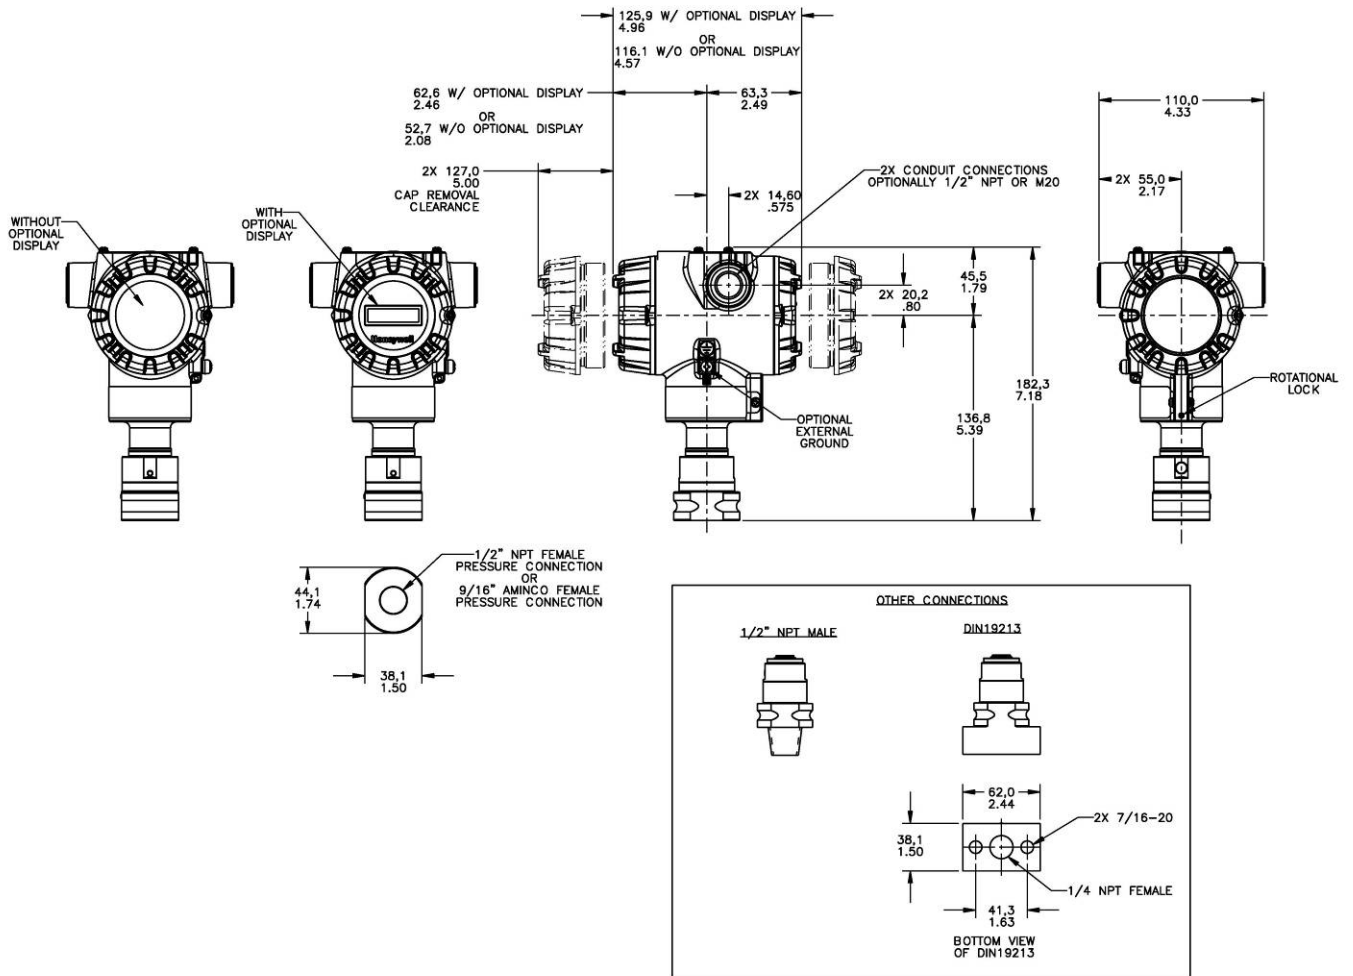 125,9 W/ OPTIONAL DISPLAY
4.96
OR
116.1 W/O OPTIONAL DISPLAY
4.57
62,6 W/ OPTIONAL DISPLAY
2.46
OR
52,7 W/O OPTIONAL DISPLAY
2.08
63,3
2.49
110,0
4.33
2X 127,0
5.00
CAP REMOVAL
CLEARANCE
2X 14,60
.575
2X CONDUIT CONNECTIONS
OPTIONALLY 1/2" NPT OR M20
2X 55,0
2.17
WITHOUT
OPTIONAL
DISPLAY
WITH
OPTIONAL
DISPLAY
Honeywell
2X 20,2
.80
45,5
1.79
182,3
7.18
136,8
5.39
OPTIONAL
EXTERNAL
GROUND
ROTATIONAL
LOCK
44,1
1.74
1/2" NPT FEMALE
PRESSURE CONNECTION
OR
9/16" AMINCO FEMALE
PRESSURE CONNECTION
38,1
1.50
OTHER CONNECTIONS
1/2" NPT MALE
DIN19213
62,0
2.44
38,1
1.50
2X 7/16-20
1/4 NPT FEMALE
41,3
1.63
BOTTOM VIEW
OF DIN19213